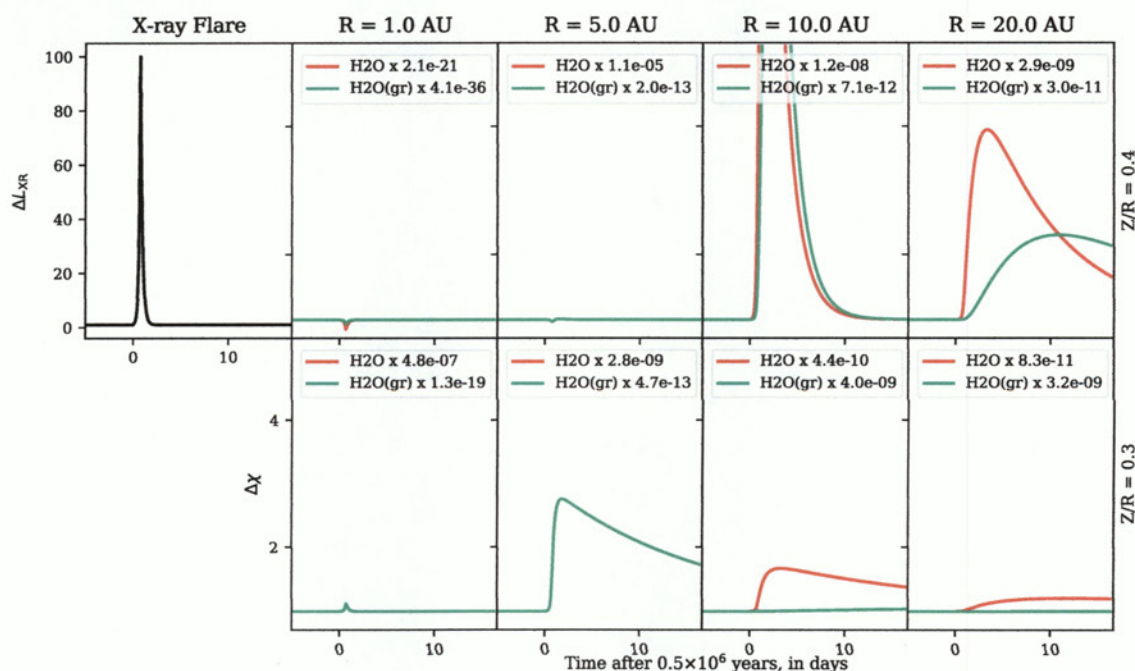 X-ray Flare
R = 1.0 AU
R = 5.0 AU
R = 10.0 AU
R = 20.0 AU
100
80
60
40
20
0
ΔL_XR
0
10
H2O x 2.1e-21
H2O(gr) x 4.1e-36
H2O x 1.1e-05
H2O(gr) x 2.0e-13
H2O x 1.2e-08
H2O(gr) x 7.1e-12
H2O x 2.9e-09
H2O(gr) x 3.0e-11
Z/R = 0.4
H2O x 4.8e-07
H2O(gr) x 1.3e-19
H2O x 2.8e-09
H2O(gr) x 4.7e-13
H2O x 4.4e-10
H2O(gr) x 4.0e-09
H2O x 8.3e-11
H2O(gr) x 3.2e-09
Z/R = 0.3
4
2
Δχ
0
10
0
10
0
10
0
10
Time after 0.5×10⁶ years, in days